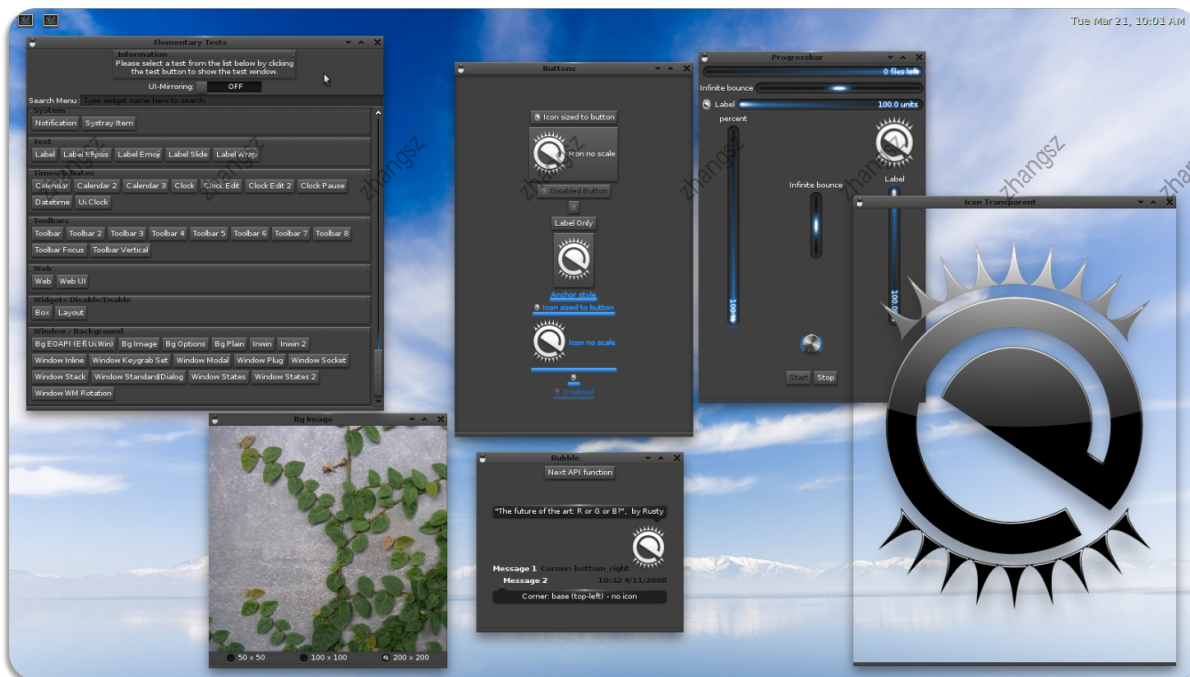 Tue Mar 21, 10:01 AM
Elementary Tests
Information
Please select a test from the list below by clicking
the test button to show the test window.
UI-Mirroring: OFF
Search Menu : Type widget name here to search.
System
Notification Systray Item
Text
Label Label Ellipsis Label Emoji Label Slide Label Wrap
Times & Dates
Calendar Calendar 2 Calendar 3 Clock Clock Edit Clock Edit 2 Clock Pause
Datetime Ui.Clock
Toolbars
Toolbar Toolbar 2 Toolbar 3 Toolbar 4 Toolbar 5 Toolbar 6 Toolbar 7 Toolbar 8
Toolbar Focus Toolbar Vertical
Web
Web Web UI
Widgets Disable/Enable
Box Layout
Window / Background
Bg EOAPI (Efl.Ui.Win) Bg Image Bg Options Bg Plain Inwin Inwin 2
Window Inline Window Keygrab Set Window Modal Window Plug Window Socket
Window Stack Window Standard/Dialog Window States Window States 2
Window WM Rotation
Buttons
Icon sized to button
Icon no scale
Disabled Button
Label Only
Anchor style
Icon sized to button
Icon no scale
Disabled
Progressbar
0 files left
Infinite bounce
Label 100.0 units
percent
Label
Infinite bounce
100 %
100.0
Start Stop
Icon Transparent
Bg Image
50 x 50 100 x 100 200 x 200
Bubble
Next API function
"The future of the art: R or G or B?", by Rusty
Message 1 Corner: bottom_right
Message 2 10:32 4/11/2008
Corner: base (top-left) - no icon
zhangsz
zhangsz
zhangsz
zhangsz
zhangsz
zhan